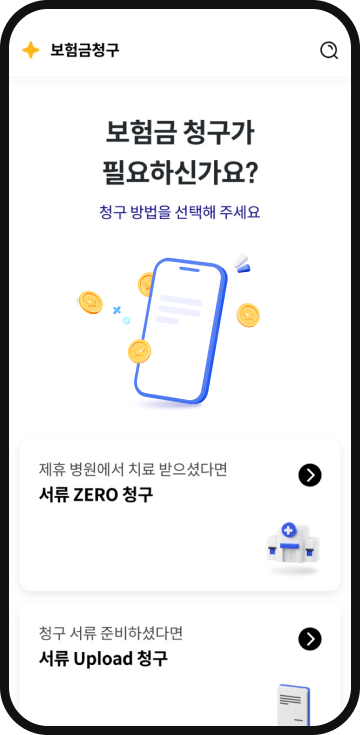 보험금청구
보험금 청구가
필요하신가요?
청구 방법을 선택해 주세요
제휴 병원에서 치료 받으셨다면
서류 ZERO 청구
청구 서류 준비하셨다면
서류 Upload 청구